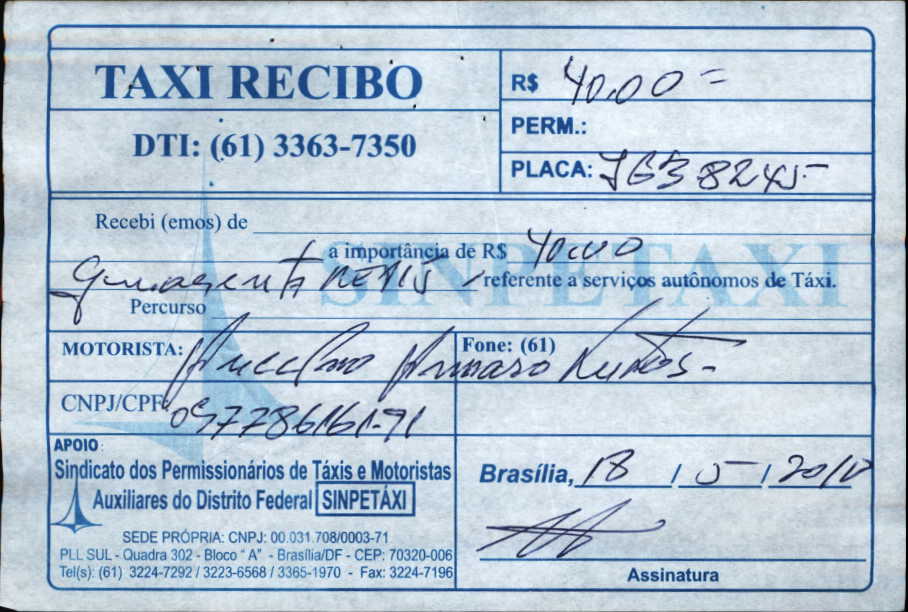 TAXI RECIBO
R$ 40,00 =
DTI: (61) 3363-7350
PERM.:
PLACA: JGB 8245-
SINPETAXI
Recebi (emos) de
a importância de R$ 40,00
reais referente a serviços autônomos de Táxi.
Percurso
MOTORISTA: Amaro
Fone: (61)
CNPJ/CPF
APOIO:
Sindicato dos Permissionários de Táxis e Motoristas
Auxiliares do Distrito Federal SINPETÁXI
Brasília, 18 / 5 / 2010
SEDE PRÓPRIA: CNPJ: 00.031.708/0003-71
PLL SUL - Quadra 302 - Bloco "A" - Brasília/DF - CEP: 70320-006
Tel(s): (61) 3224-7292 / 3223-6568 / 3365-1970 - Fax: 3224-7196
Assinatura